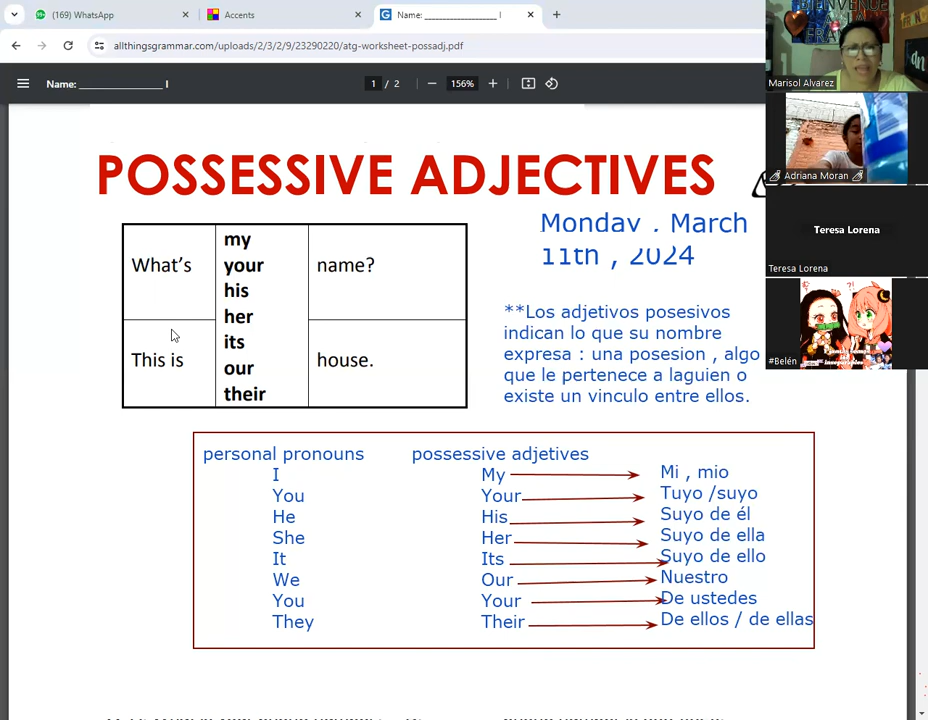 (169) WhatsApp
Accents
Name: ________________ I
allthingsgrammar.com/uploads/2/3/2/9/23290220/atg-worksheet-possadj.pdf
Name: ________________ I
1 / 2
156%
Marisol Alvarez
Adriana Moran
Teresa Lorena
Teresa Lorena
#Belén
POSSESSIVE ADJECTIVES
Monday , March
11th , 2024
What's
my
your
his
her
its
our
their
name?
This is
house.
**Los adjetivos posesivos
indican lo que su nombre
expresa : una posesion , algo
que le pertenece a laguien o
existe un vinculo entre ellos.
personal pronouns possessive adjetives
I My Mi , mio
You Your Tuyo /suyo
He His Suyo de él
She Her Suyo de ella
It Its Suyo de ello
We Our Nuestro
You Your De ustedes
They Their De ellos / de ellas